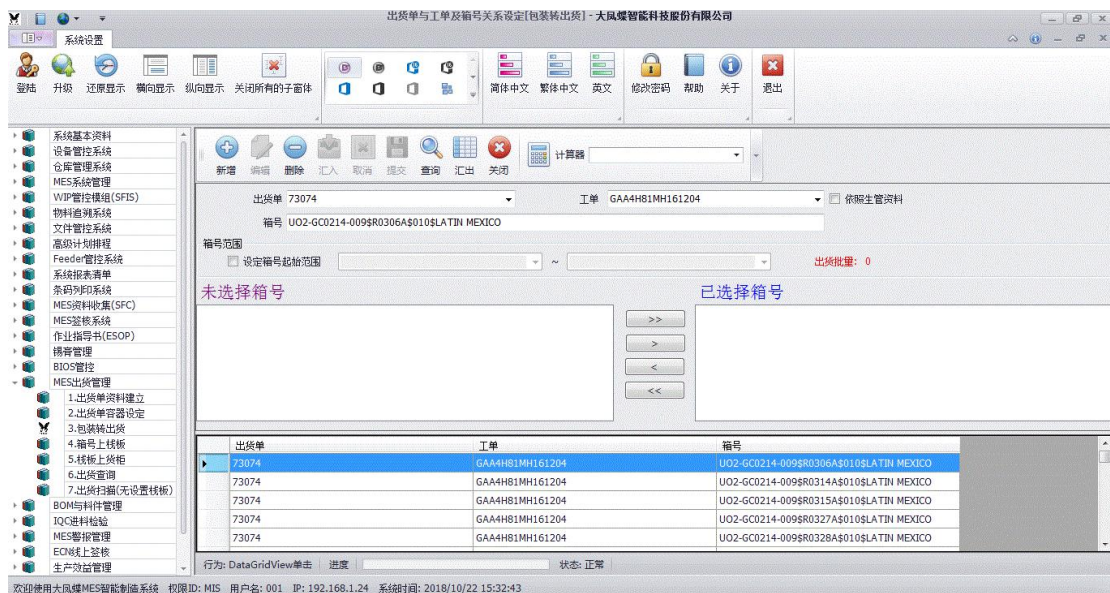 出货单与工单及箱号关系设定[包装转出货] - 大凤蝶智能科技股份有限公司
系统设置
登陆 升级 还原显示 横向显示 纵向显示 关闭所有的子窗体 简体中文 繁体中文 英文 修改密码 帮助 关于 退出
系统基本资料
设备管控系统
仓库管理系统
MES系统管理
WIP管控模组(SFIS)
物料追溯系统
文件管控系统
高级计划排程
Feeder管控系统
系统报表清单
条码列印系统
MES资料收集(SFC)
MES签核系统
作业指导书(ESOP)
锡膏管理
BIOS管控
MES出货管理
1.出货单资料建立
2.出货单容器设定
3.包装转出货
4.箱号上栈板
5.栈板上货柜
6.出货查询
7.出货扫描(无设置栈板)
BOM与料件管理
IQC进料检验
MES警报管理
ECN线上签核
生产效益管理
新增 编辑 删除 汇入 取消 提交 查询 汇出 关闭 计算器
出货单 73074 工单 GAA4H81MH161204 依照生管资料
箱号 UO2-GC0214-009$R0306A$010$LATIN MEXICO
箱号范围
设定箱号起始范围 ~ 出货批量: 0
未选择箱号 已选择箱号
>>
>
<
<<
出货单 工单 箱号
73074 GAA4H81MH161204 UO2-GC0214-009$R0306A$010$LATIN MEXICO
73074 GAA4H81MH161204 UO2-GC0214-009$R0314A$010$LATIN MEXICO
73074 GAA4H81MH161204 UO2-GC0214-009$R0315A$010$LATIN MEXICO
73074 GAA4H81MH161204 UO2-GC0214-009$R0327A$010$LATIN MEXICO
73074 GAA4H81MH161204 UO2-GC0214-009$R0328A$010$LATIN MEXICO
行为: DataGridView单击 进度 状态: 正常
欢迎使用大凤蝶MES智能制造系统 权限ID: MIS 用户名: 001 IP: 192.168.1.24 系统时间: 2018/10/22 15:32:43